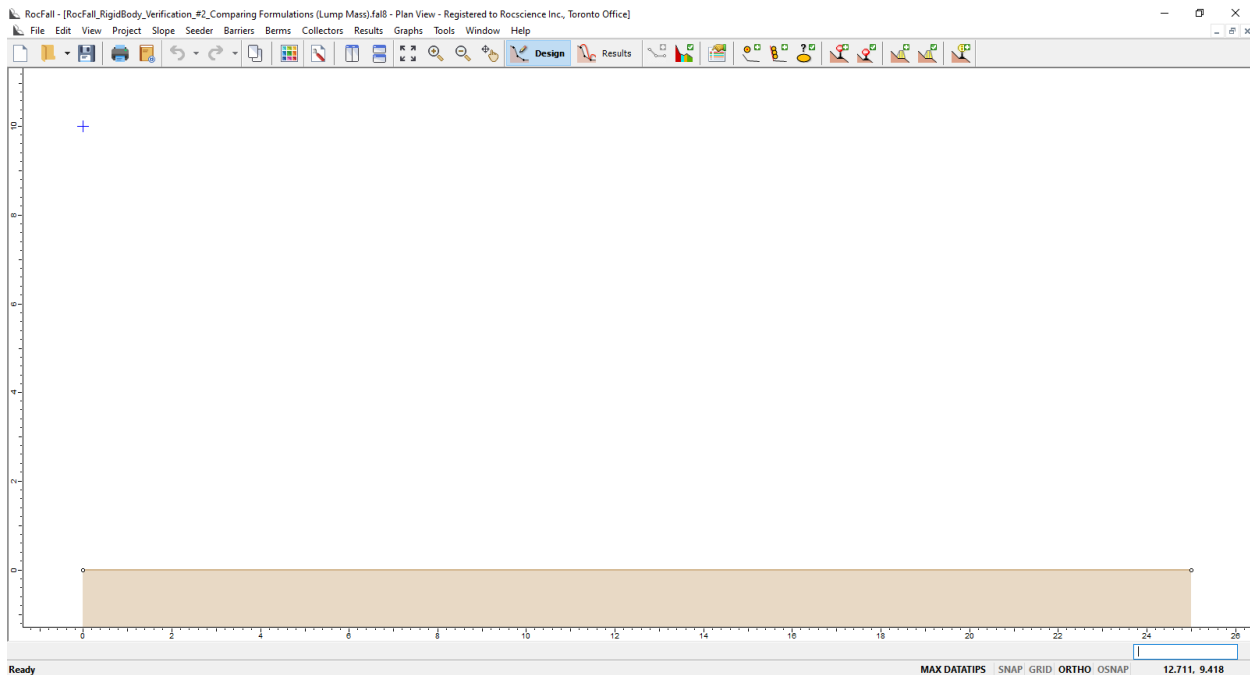 RocFall - [RocFall_RigidBody_Verification_#2_Comparing Formulations (Lump Mass).fal8 - Plan View - Registered to Rocscience Inc., Toronto Office]
File Edit View Project Slope Seeder Barriers Berms Collectors Results Graphs Tools Window Help
Design Results
10
8
6
4
2
0
0 2 4 6 8 10 12 14 16 18 20 22 24 26
Ready MAX DATATIPS SNAP GRID ORTHO OSNAP 12.711, 9.418